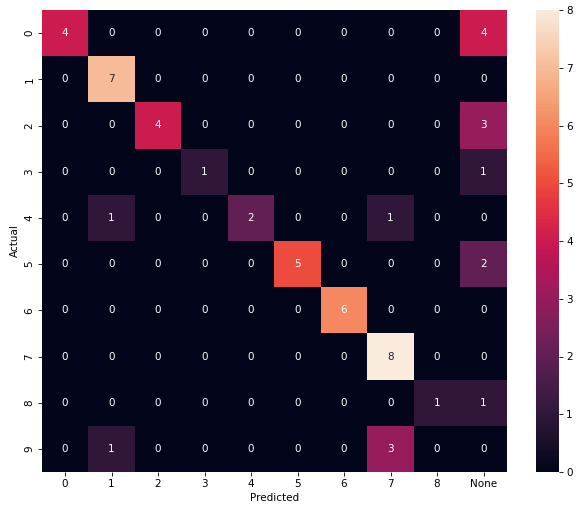 0 4 0 0 0 0 0 0 0 0 4
1 0 7 0 0 0 0 0 0 0 0
2 0 0 4 0 0 0 0 0 0 3
3 0 0 0 1 0 0 0 0 0 1
4 0 1 0 0 2 0 0 1 0 0
5 0 0 0 0 0 5 0 0 0 2
6 0 0 0 0 0 0 6 0 0 0
7 0 0 0 0 0 0 0 8 0 0
8 0 0 0 0 0 0 0 0 1 1
9 0 1 0 0 0 0 0 3 0 0
0 1 2 3 4 5 6 7 8 None
Predicted
Actual
8
7
6
5
4
3
2
1
0